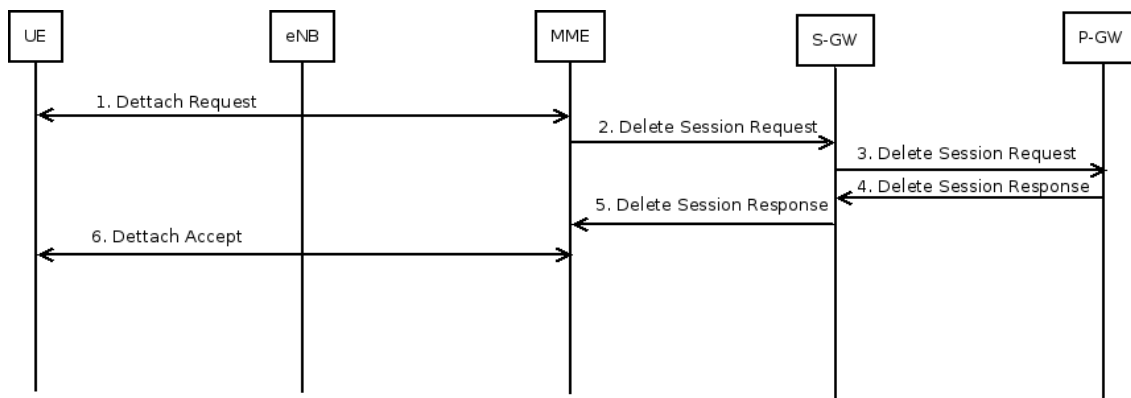 UE
eNB
MME
S-GW
P-GW
1. Dettach Request
2. Delete Session Request
3. Delete Session Request
4. Delete Session Response
5. Delete Session Response
6. Dettach Accept